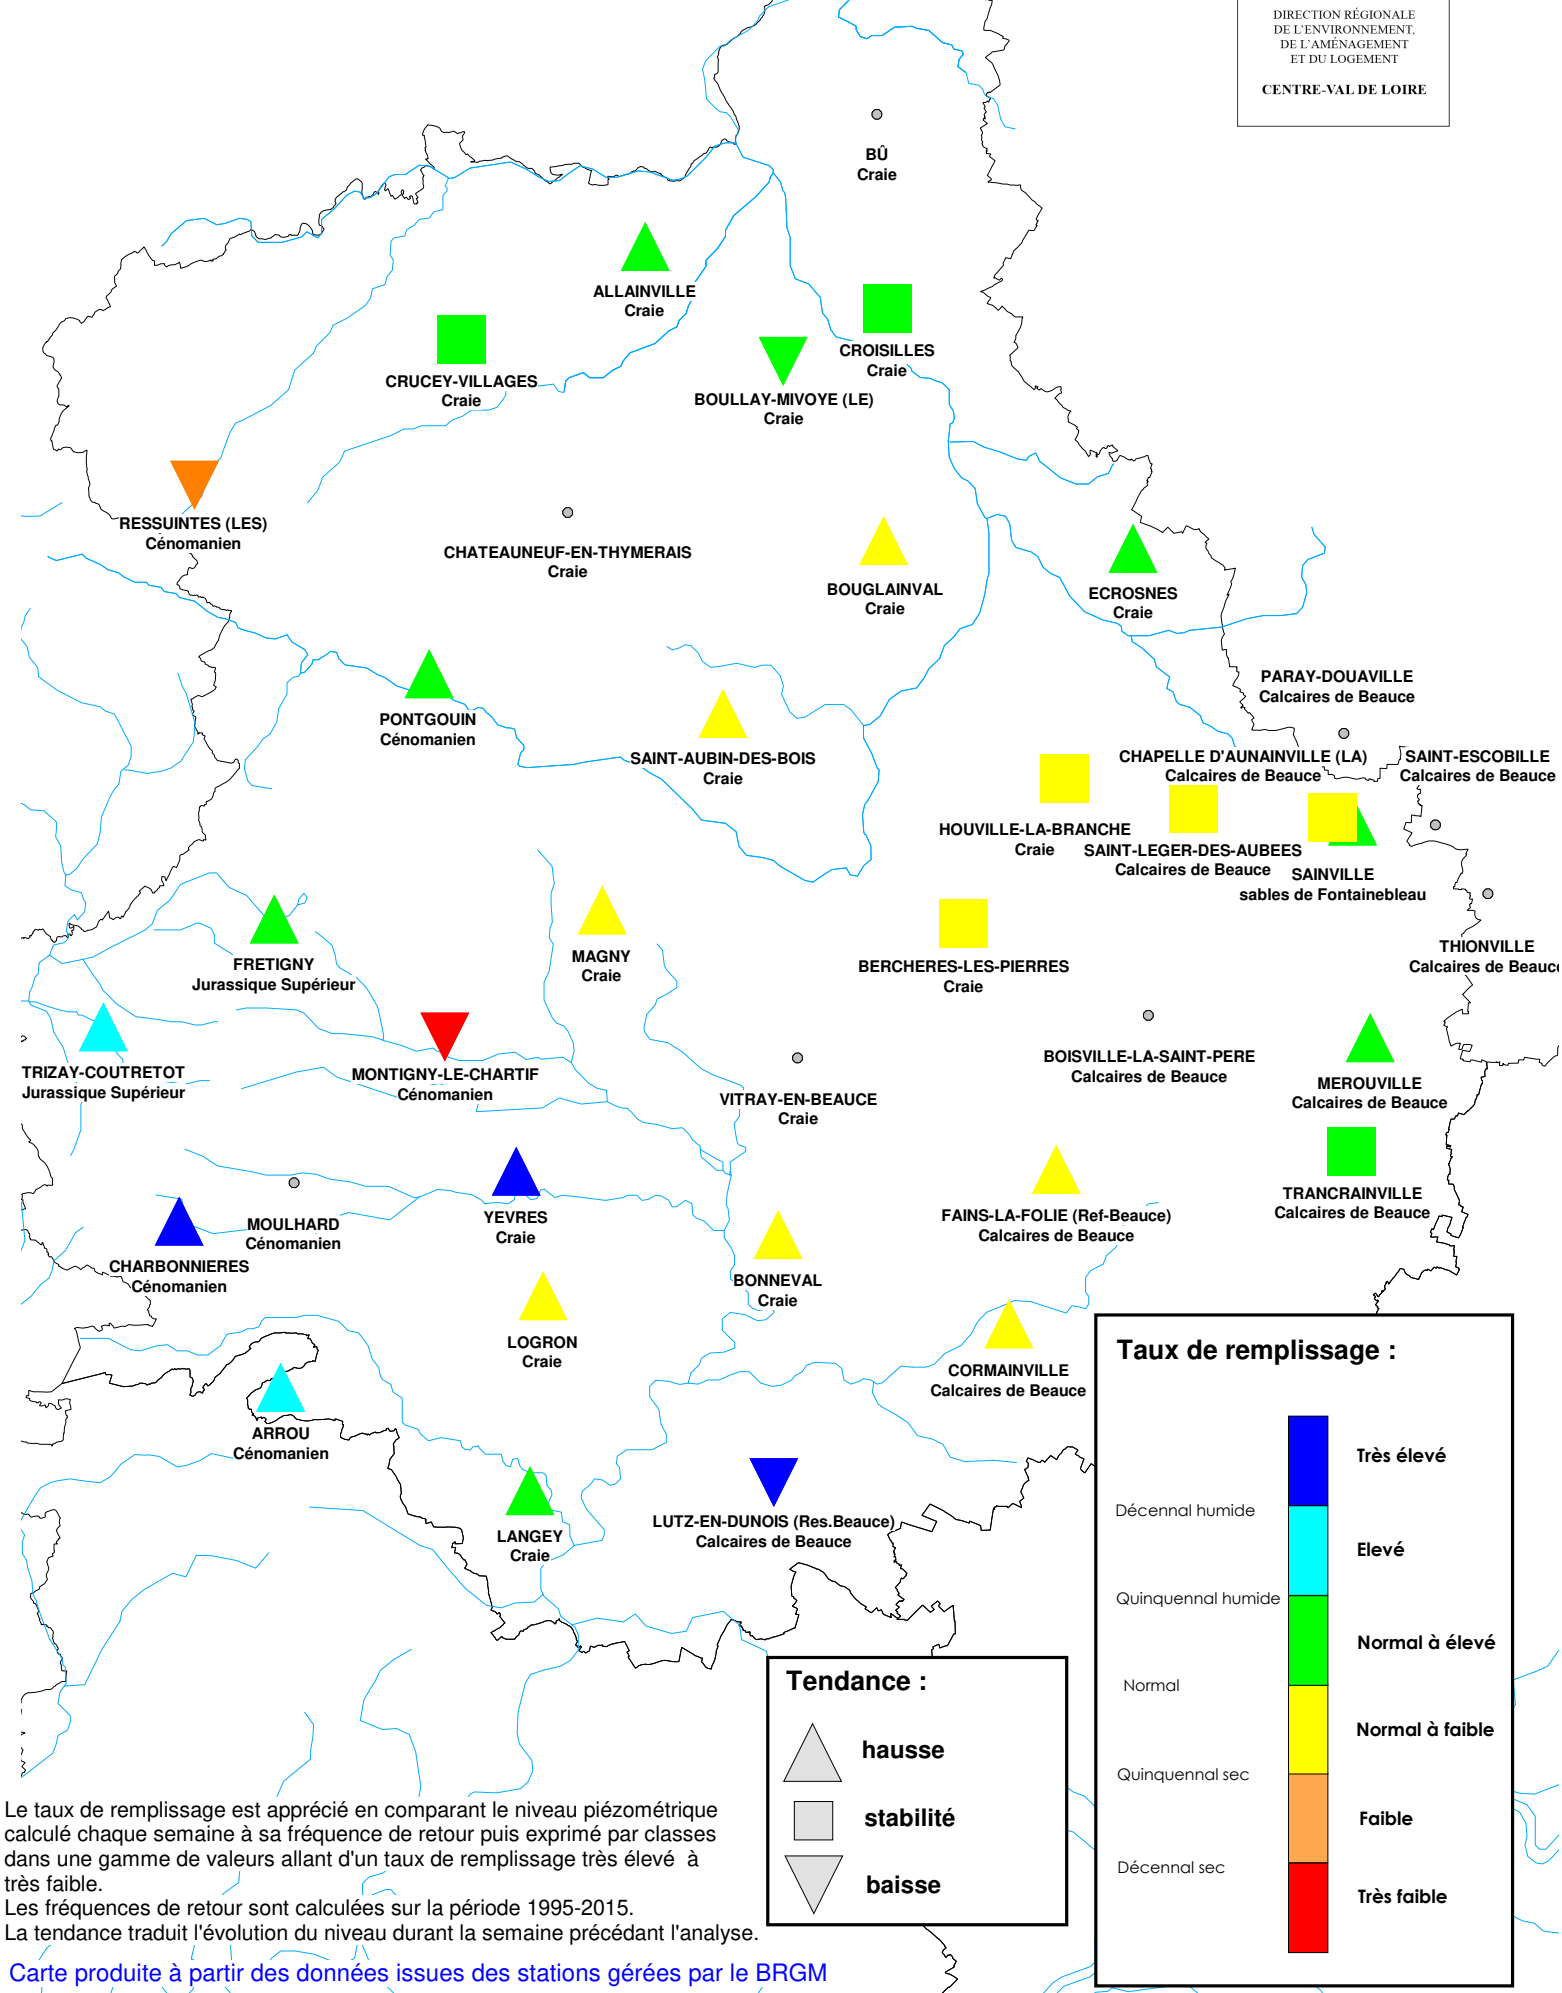 DIRECTION RÉGIONALE
DE L'ENVIRONNEMENT,
DE L'AMÉNAGEMENT
ET DU LOGEMENT
CENTRE-VAL DE LOIRE
BÛ
Craie
ALLAINVILLE
Craie
CROISILLES
Craie
CRUCEY-VILLAGES
Craie
BOULLAY-MIVOYE (LE)
Craie
RESSUINTES (LES)
Cénomanien
CHATEAUNEUF-EN-THYMERAIS
Craie
BOUGLAINVAL
Craie
ECROSNES
Craie
PARAY-DOUAVILLE
Calcaires de Beauce
PONTGOUIN
Cénomanien
SAINT-AUBIN-DES-BOIS
Craie
CHAPELLE D'AUNAINVILLE (LA)
Calcaires de Beauce
SAINT-ESCOBILLE
Calcaires de Beauce
HOUVILLE-LA-BRANCHE
Craie
SAINT-LEGER-DES-AUBEES
Calcaires de Beauce
SAINVILLE
sables de Fontainebleau
THIONVILLE
Calcaires de Beauce
FRETIGNY
Jurassique Supérieur
MAGNY
Craie
BERCHERES-LES-PIERRES
Craie
TRIZAY-COUTRETOT
Jurassique Supérieur
MONTIGNY-LE-CHARTIF
Cénomanien
VITRAY-EN-BEAUCE
Craie
BOISVILLE-LA-SAINT-PERE
Calcaires de Beauce
MEROUVILLE
Calcaires de Beauce
TRANCRAINVILLE
Calcaires de Beauce
MOULHARD
Cénomanien
YEVRES
Craie
FAINS-LA-FOLIE (Ref-Beauce)
Calcaires de Beauce
CHARBONNIERES
Cénomanien
BONNEVAL
Craie
LOGRON
Craie
CORMAINVILLE
Calcaires de Beauce
ARROU
Cénomanien
LANGEY
Craie
LUTZ-EN-DUNOIS (Res.Beauce)
Calcaires de Beauce
Taux de remplissage :
Très élevé
Décennal humide
Elevé
Quinquennal humide
Normal à élevé
Normal
Normal à faible
Quinquennal sec
Faible
Décennal sec
Très faible
Tendance :
hausse
stabilité
baisse
Le taux de remplissage est apprécié en comparant le niveau piézométrique
calculé chaque semaine à sa fréquence de retour puis exprimé par classes
dans une gamme de valeurs allant d'un taux de remplissage très élevé à
très faible.
Les fréquences de retour sont calculées sur la période 1995-2015.
La tendance traduit l'évolution du niveau durant la semaine précédant l'analyse.
Carte produite à partir des données issues des stations gérées par le BRGM